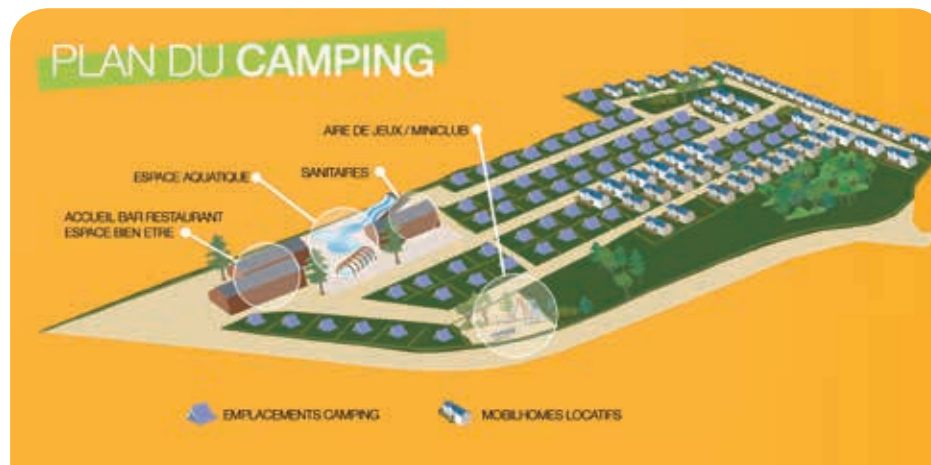 PLAN DU CAMPING
AIRE DE JEUX / MINICLUB
SANITAIRES
ESPACE AQUATIQUE
ACCUEIL BAR RESTAURANT
ESPACE BIEN ETRE
EMPLACEMENTS CAMPING
MOBILHOMES LOCATIFS